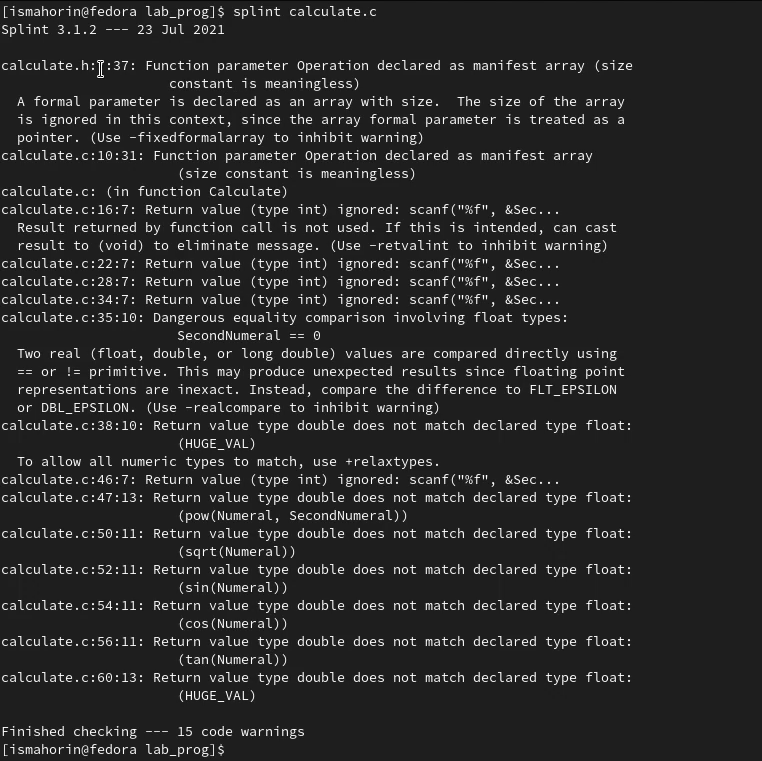 [ismahorin@fedora lab_prog]$ splint calculate.c
Splint 3.1.2 --- 23 Jul 2021
calculate.h: :37: Function parameter Operation declared as manifest array (size
constant is meaningless)
A formal parameter is declared as an array with size.  The size of the array
is ignored in this context, since the array formal parameter is treated as a
pointer. (Use -fixedformalarray to inhibit warning)
calculate.c:10:31: Function parameter Operation declared as manifest array
(size constant is meaningless)
calculate.c: (in function Calculate)
calculate.c:16:7: Return value (type int) ignored: scanf("%f", &Sec...
Result returned by function call is not used. If this is intended, can cast
result to (void) to eliminate message. (Use -retvalint to inhibit warning)
calculate.c:22:7: Return value (type int) ignored: scanf("%f", &Sec...
calculate.c:28:7: Return value (type int) ignored: scanf("%f", &Sec...
calculate.c:34:7: Return value (type int) ignored: scanf("%f", &Sec...
calculate.c:35:10: Dangerous equality comparison involving float types:
SecondNumeral == 0
Two real (float, double, or long double) values are compared directly using
== or != primitive. This may produce unexpected results since floating point
representations are inexact. Instead, compare the difference to FLT_EPSILON
or DBL_EPSILON. (Use -realcompare to inhibit warning)
calculate.c:38:10: Return value type double does not match declared type float:
(HUGE_VAL)
To allow all numeric types to match, use +relaxtypes.
calculate.c:46:7: Return value (type int) ignored: scanf("%f", &Sec...
calculate.c:47:13: Return value type double does not match declared type float:
(pow(Numeral, SecondNumeral))
calculate.c:50:11: Return value type double does not match declared type float:
(sqrt(Numeral))
calculate.c:52:11: Return value type double does not match declared type float:
(sin(Numeral))
calculate.c:54:11: Return value type double does not match declared type float:
(cos(Numeral))
calculate.c:56:11: Return value type double does not match declared type float:
(tan(Numeral))
calculate.c:60:13: Return value type double does not match declared type float:
(HUGE_VAL)
Finished checking --- 15 code warnings
[ismahorin@fedora lab_prog]$